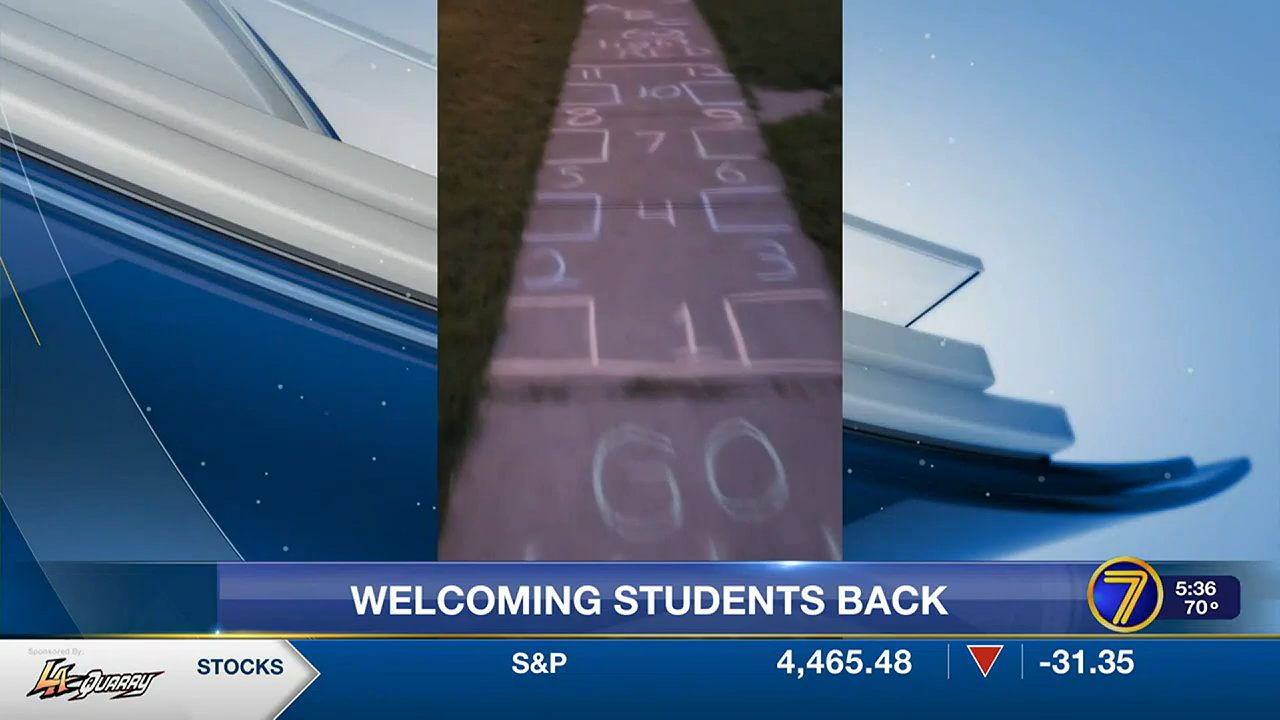 11 12
10
8 9
7
5 6
4
2 3
1
GO
WELCOMING STUDENTS BACK
7
5:36
70°
Sponsored By:
LA QUARRY
STOCKS
S&P 4,465.48 -31.35